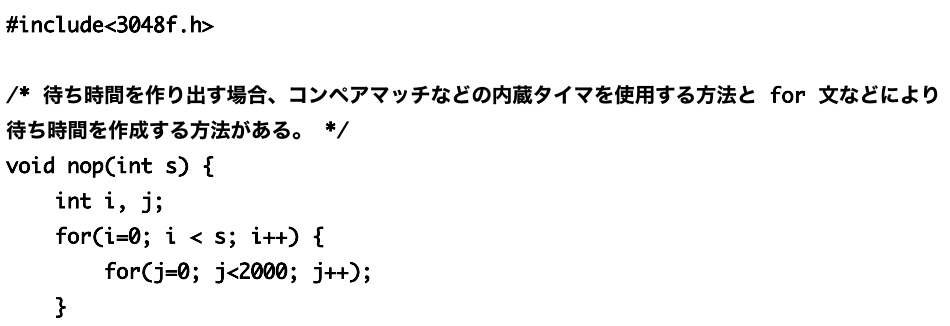 #include<3048f.h>
/* 待ち時間を作り出す場合、コンペアマッチなどの内蔵タイマを使用する方法と for 文などにより
待ち時間を作成する方法がある。 */
void nop(int s) {
    int i, j;
    for(i=0; i < s; i++) {
        for(j=0; j<2000; j++);
    }